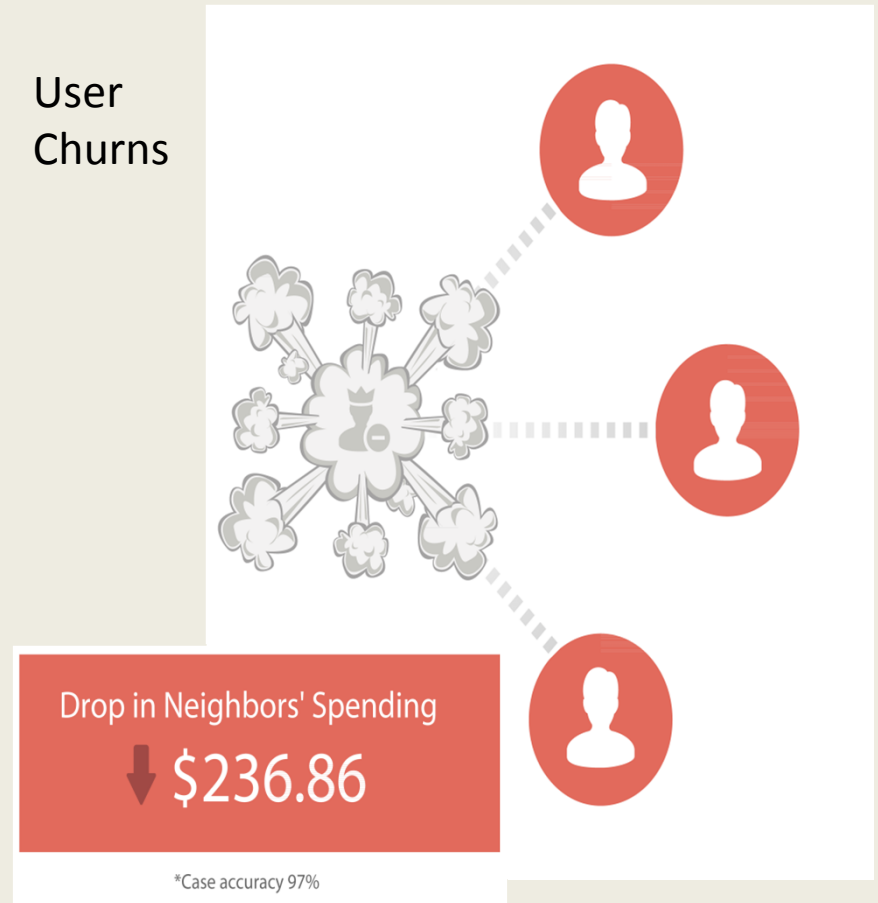 User
Churns
Drop in Neighbors' Spending
$236.86
*Case accuracy 97%